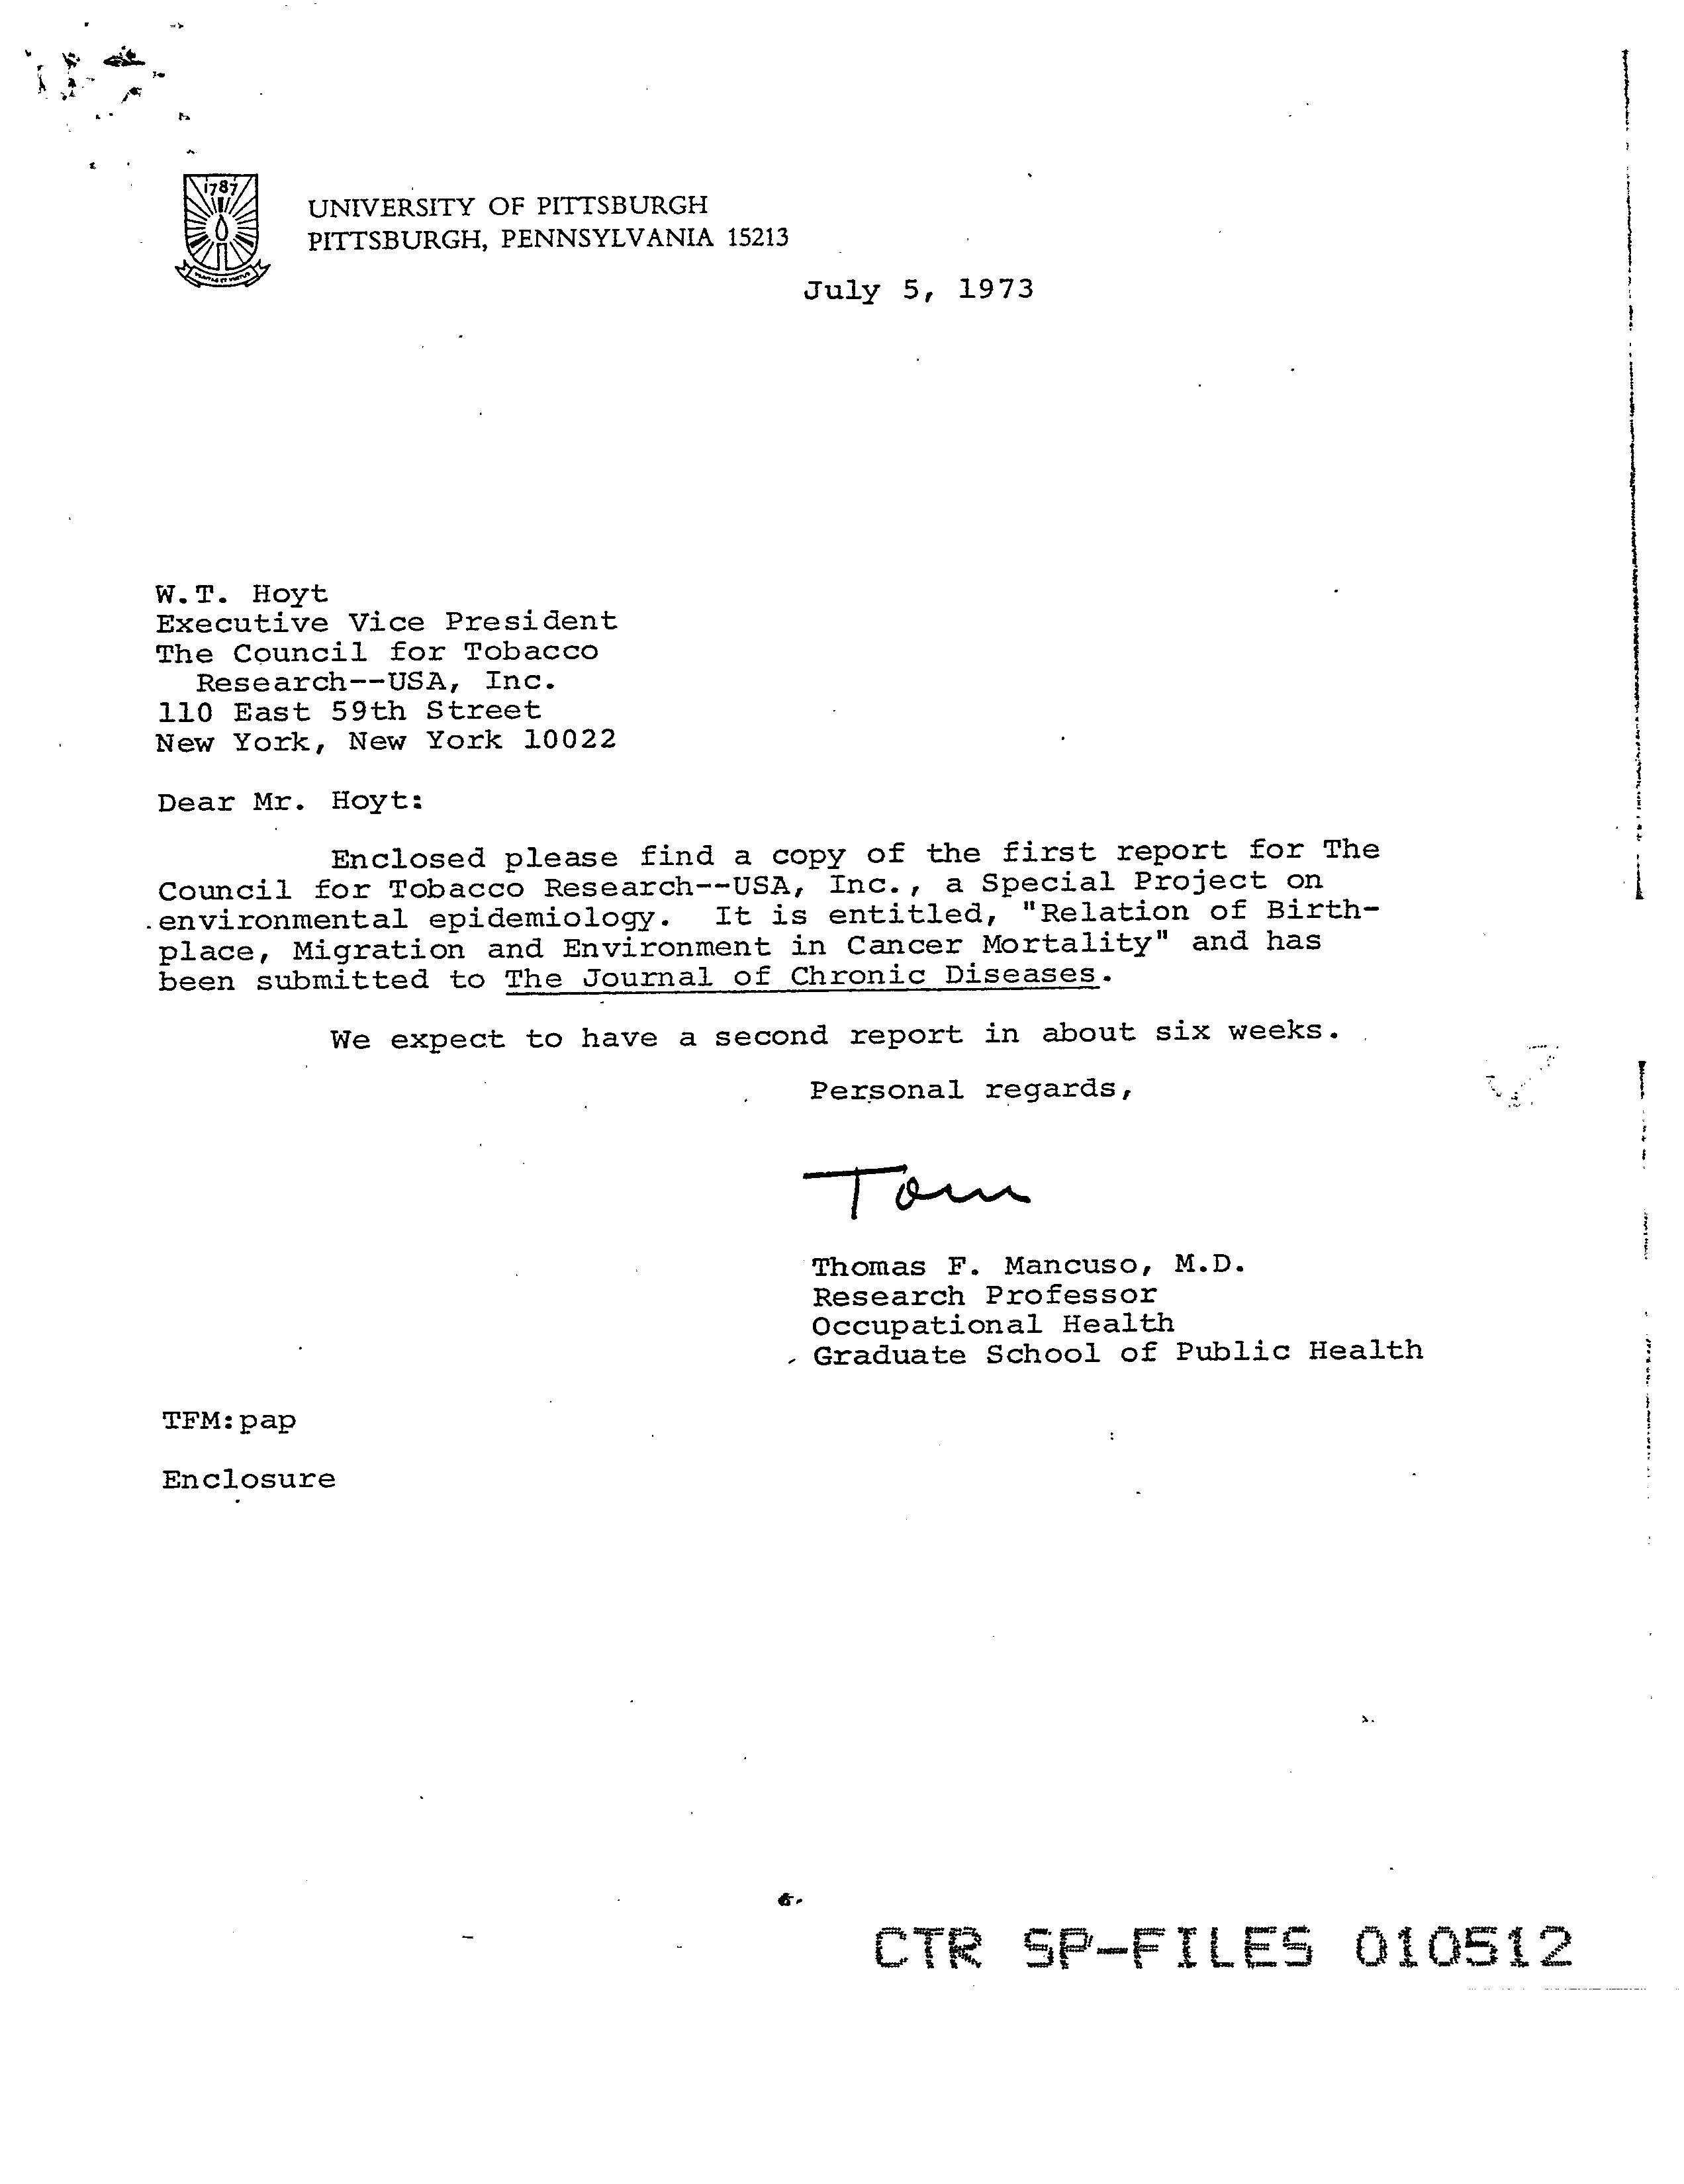 1787
UNIVERSITY OF PITTSBURGH
PITTSBURGH, PENNSYLVANIA 15213
July 5, 1973
W.T. Hoyt
Executive Vice President
The Council for Tobacco
Research--USA, Inc.
110 East 59th Street
New York, New York 10022
Dear Mr. Hoyt:
Enclosed please find a copy of the first report for The
Council for Tobacco Research--USA, Inc., a Special Project on
environmental epidemiology. It is entitled, "Relation of Birth-
place, Migration and Environment in Cancer Mortality" and has
been submitted to The Journal of Chronic Diseases.
We expect to have a second report in about six weeks.
Personal regards,
Tom
Thomas F. Mancuso, M.D.
Research Professor
Occupational Health
Graduate School of Public Health
TFM:pap
Enclosure
CTR SP-FILES 010512